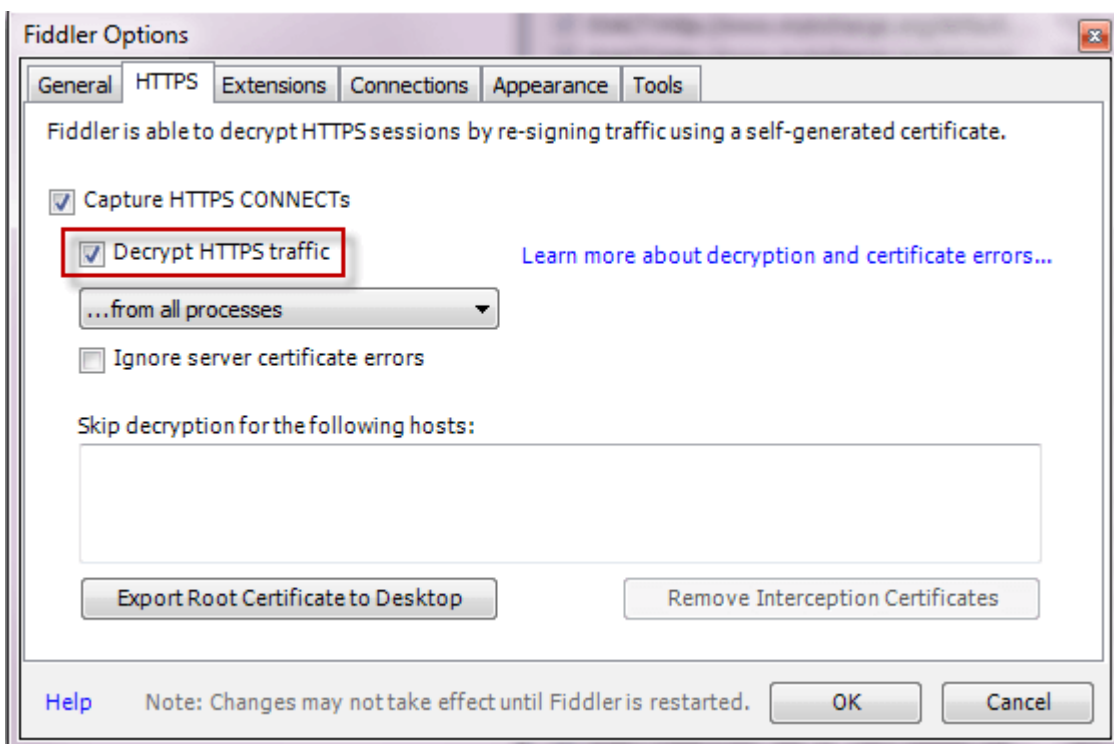 Fiddler Options
General HTTPS Extensions Connections Appearance Tools
Fiddler is able to decrypt HTTPS sessions by re-signing traffic using a self-generated certificate.
Capture HTTPS CONNECTs
Decrypt HTTPS traffic
Learn more about decryption and certificate errors...
...from all processes
Ignore server certificate errors
Skip decryption for the following hosts:
Export Root Certificate to Desktop
Remove Interception Certificates
Help
Note: Changes may not take effect until Fiddler is restarted.
OK
Cancel